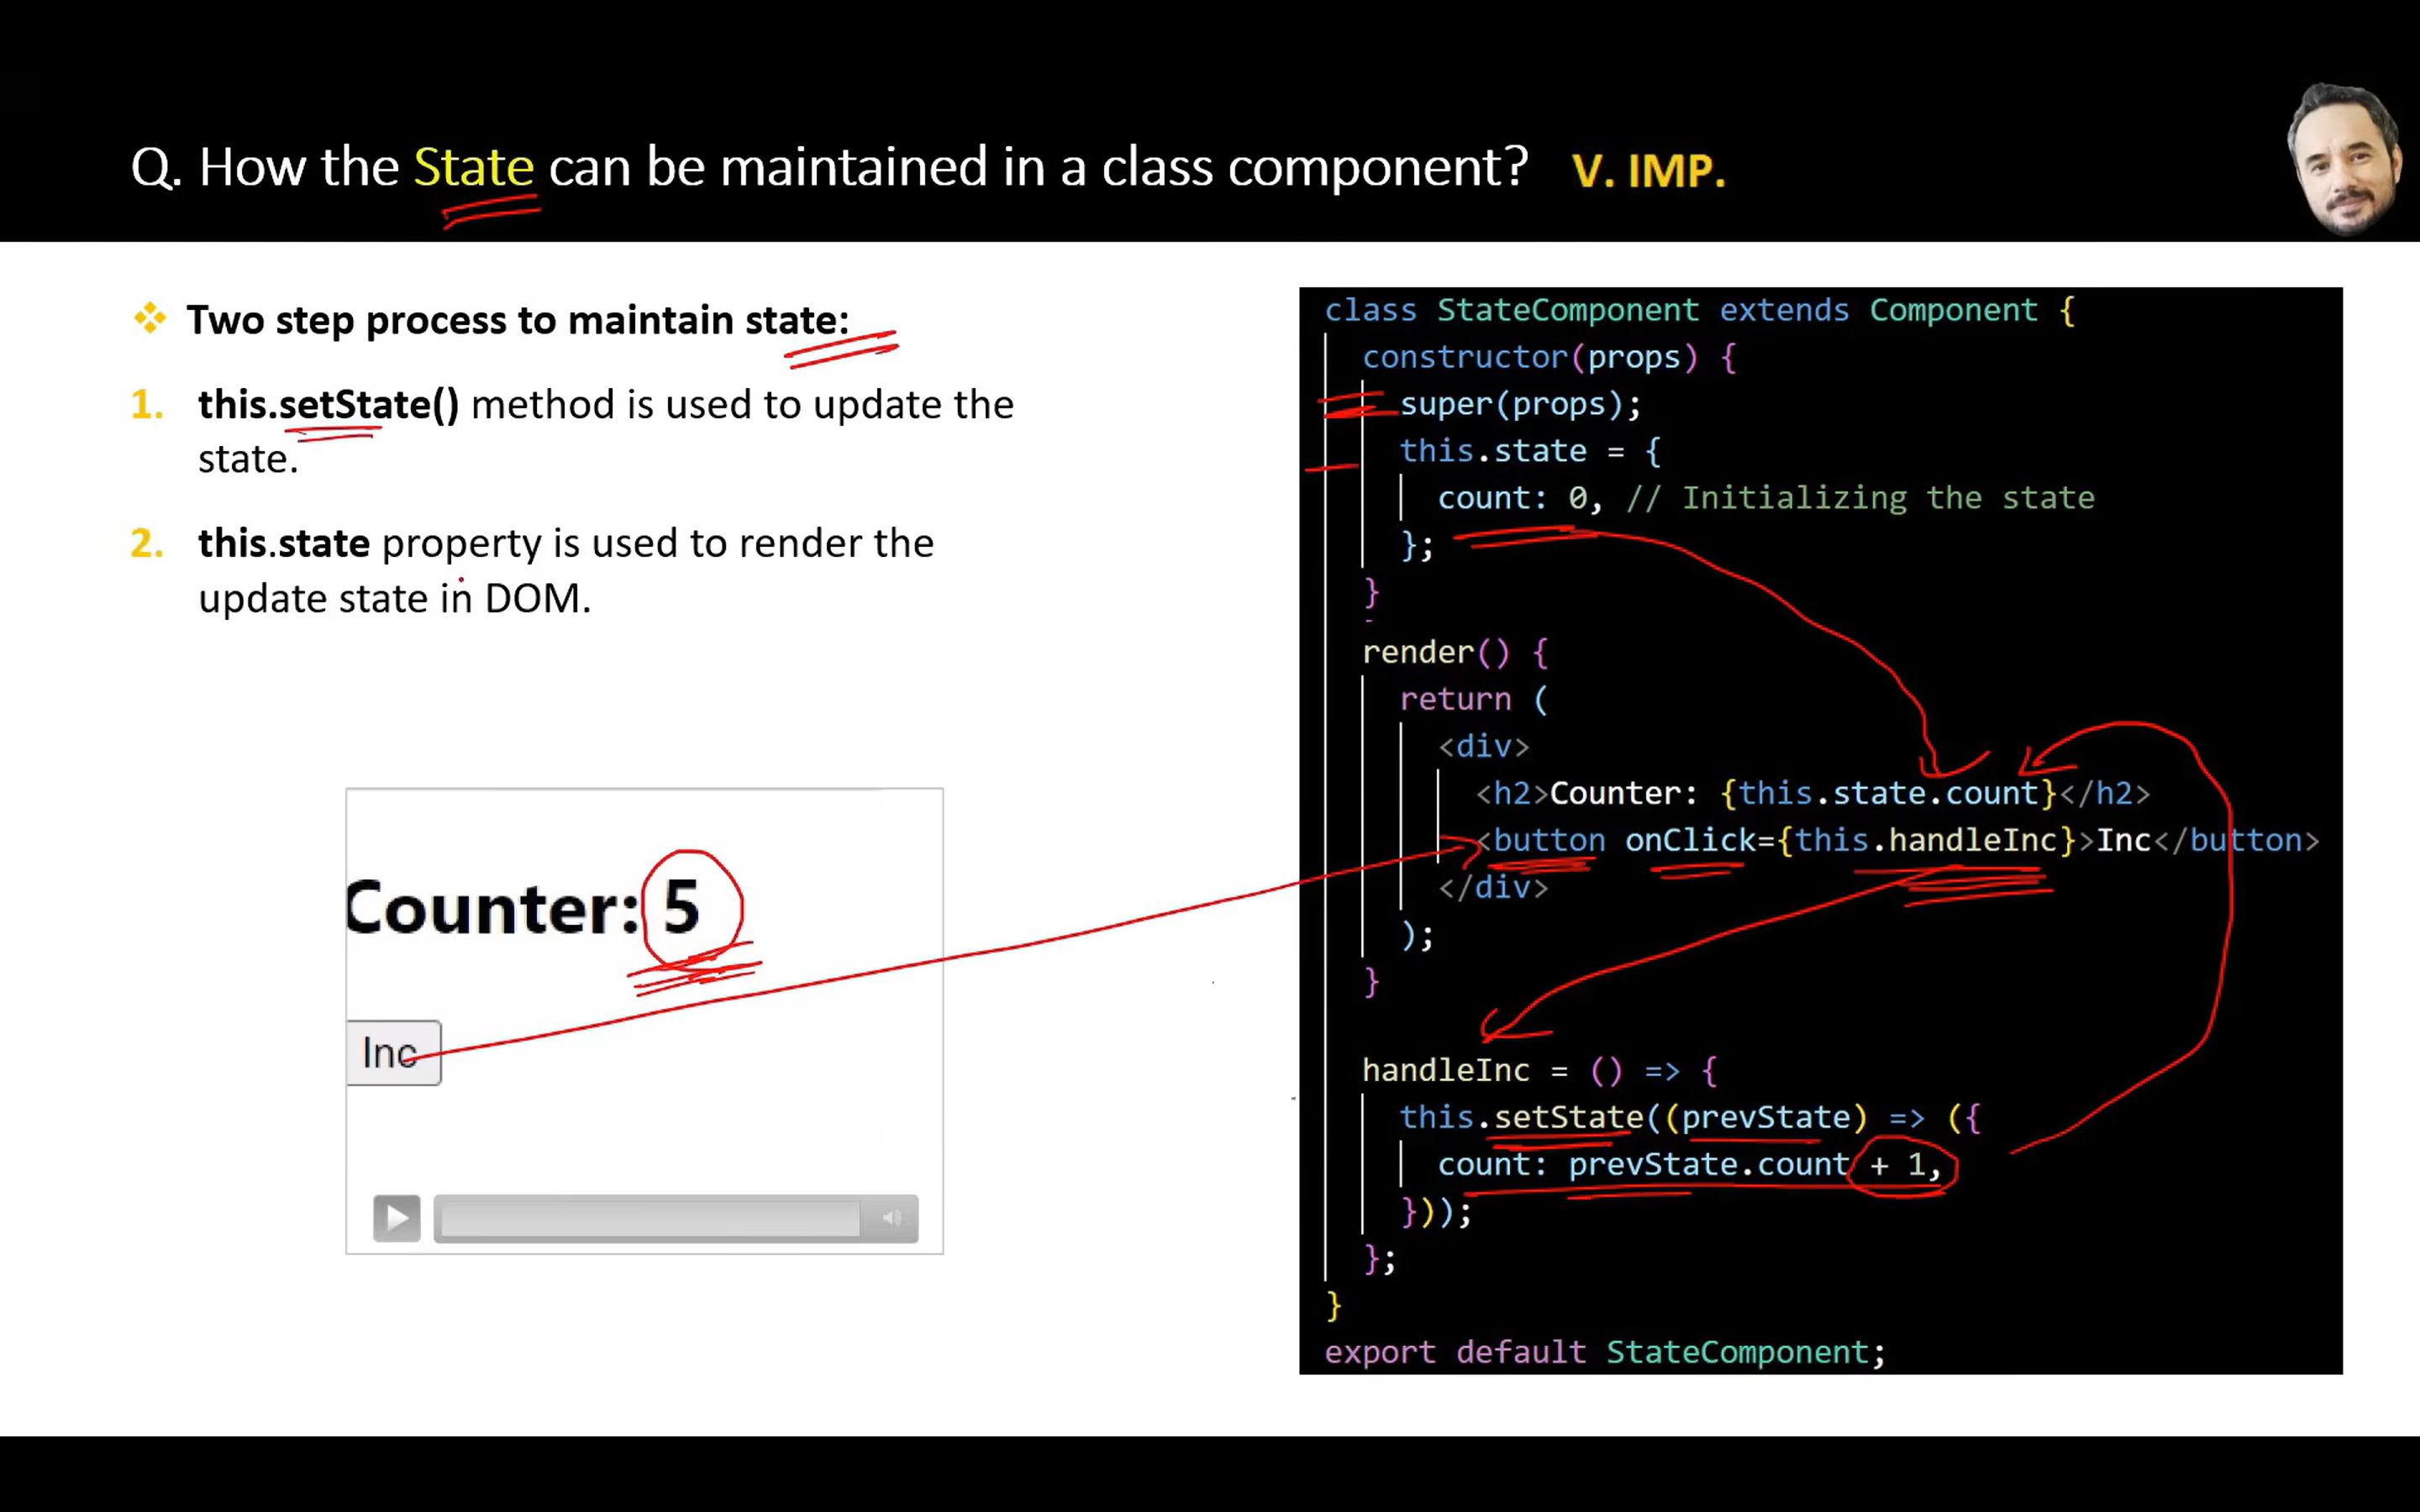 Q. How the State can be maintained in a class component? V. IMP.
Two step process to maintain state:
1. this.setState() method is used to update the
state.
2. this.state property is used to render the
update state in DOM.
Counter: 5
Inc
class StateComponent extends Component {
constructor(props) {
super(props);
this.state = {
count: 0, // Initializing the state
};
}
render() {
return (
<div>
<h2>Counter: {this.state.count}</h2>
<button onClick={this.handleInc}>Inc</button>
</div>
);
}
handleInc = () => {
this.setState((prevState) => ({
count: prevState.count + 1,
}));
};
}
export default StateComponent;